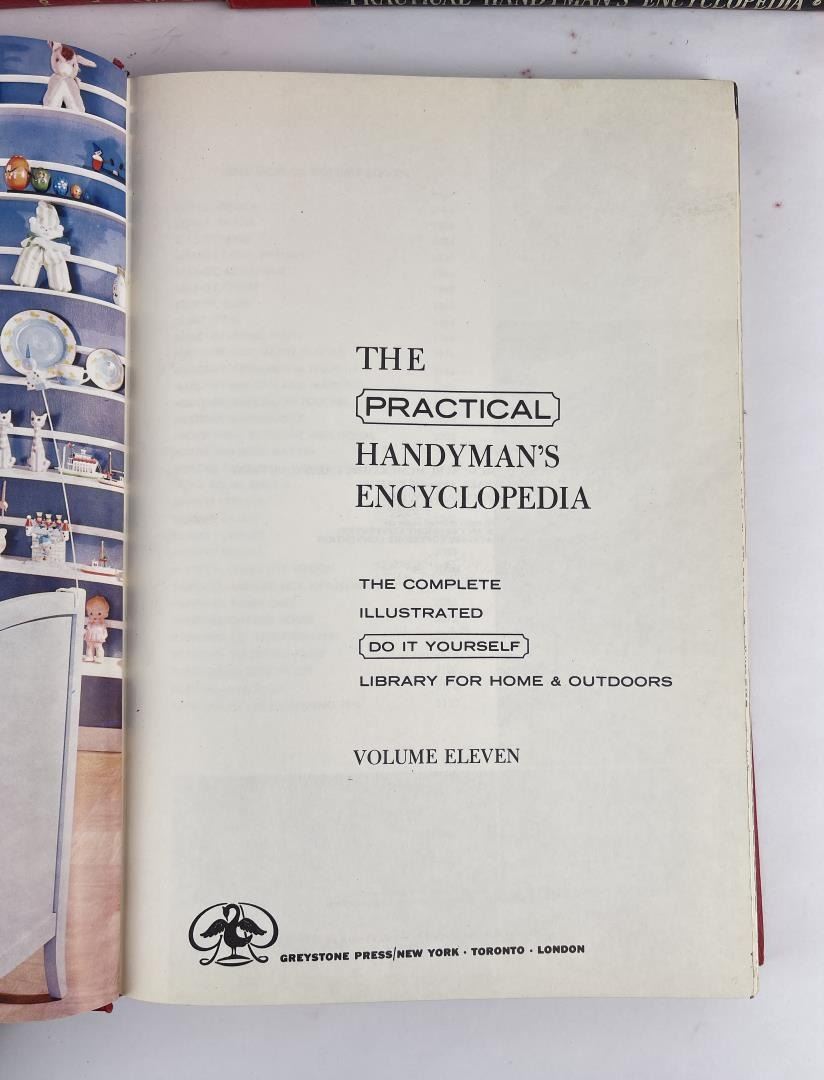 PRACTICAL HANDYMAN'S ENCYCLOPEDIA
THE
PRACTICAL
HANDYMAN'S
ENCYCLOPEDIA
THE COMPLETE
ILLUSTRATED
DO IT YOURSELF
LIBRARY FOR HOME & OUTDOORS
VOLUME ELEVEN
GREYSTONE PRESS/NEW YORK · TORONTO · LONDON